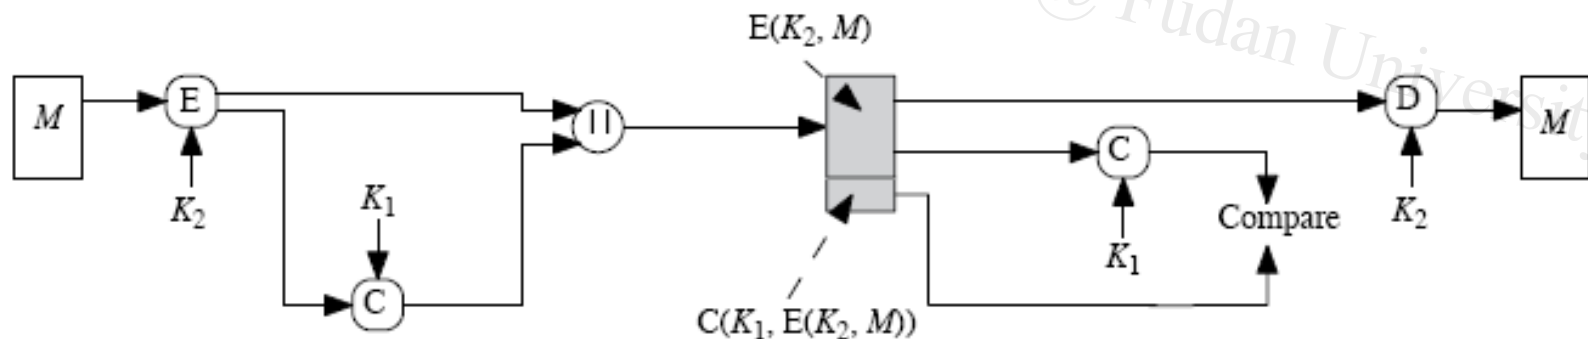 © Fudan University
E(K₂, M)
M
E
||
D
M
C
K₂
K₁
Compare
K₂
C
K₁
C(K₁, E(K₂, M))